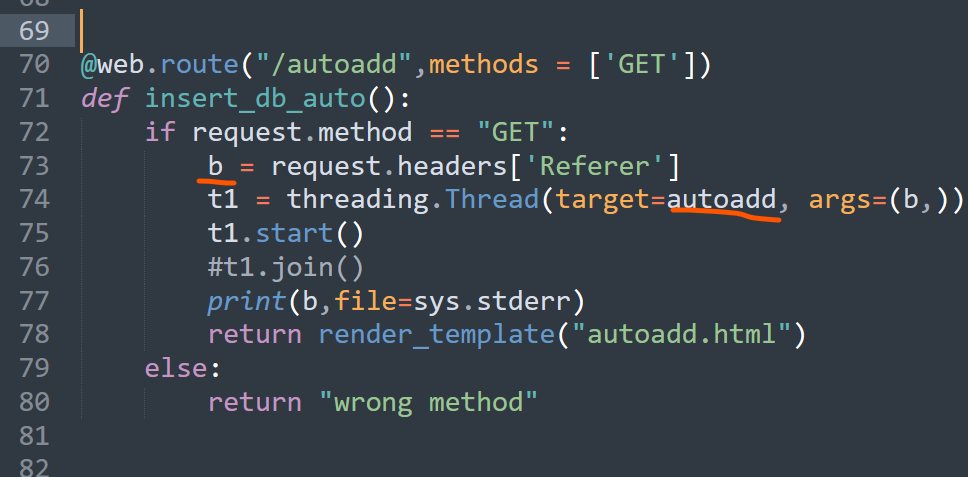 69
70 @web.route("/autoadd",methods = ['GET'])
71 def insert_db_auto():
72 if request.method == "GET":
73 b = request.headers['Referer']
74 t1 = threading.Thread(target=autoadd, args=(b,))
75 t1.start()
76 #t1.join()
77 print(b,file=sys.stderr)
78 return render_template("autoadd.html")
79 else:
80 return "wrong method"
81
82